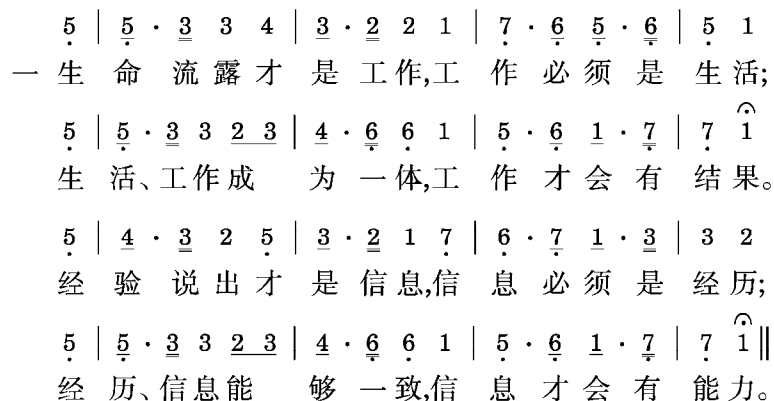 5 | 5 · 3 3 4 | 3 · 2 2 1 | 7 · 6 5 · 6 | 5 1
一 生 命 流 露 才 是 工 作,工 作 必 须 是 生 活;
5 | 5 · 3 3 2 3 | 4 · 6 6 1 | 5 · 6 1 · 7 | 7 1
生 活、工 作 成 为 一 体,工 作 才 会 有 结 果。
5 | 4 · 3 2 5 | 3 · 2 1 7 | 6 · 7 1 · 3 | 3 2
经 验 说 出 才 是 信 息,信 息 必 须 是 经 历;
5 | 5 · 3 3 2 3 | 4 · 6 6 1 | 5 · 6 1 · 7 | 7 1 ‖
经 历、信 息 能 够 一 致,信 息 才 会 有 能 力。